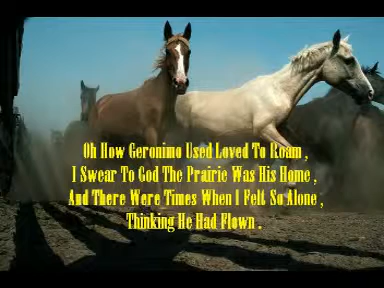 Oh How Geronimo Used Loved To Roam ,
I Swear To God The Prairie Was His Home ,
And There Were Times When I Felt So Alone ,
Thinking He Had Flown .